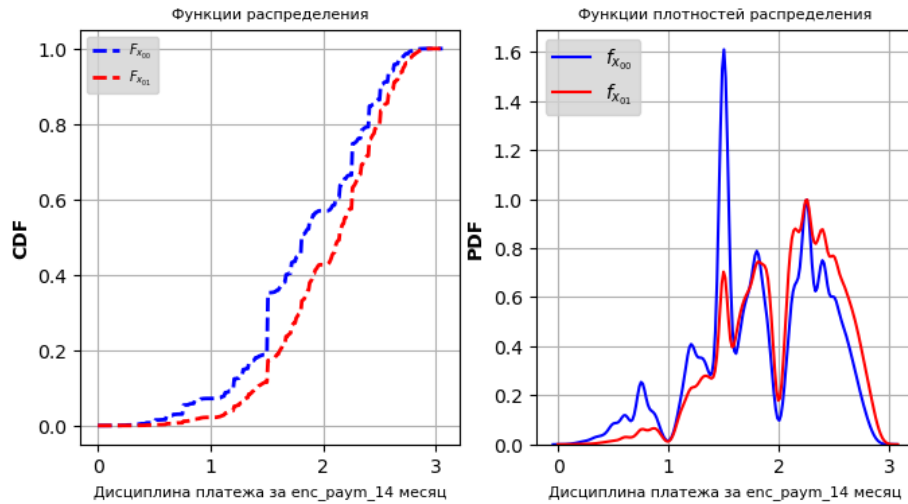 Функции распределения
1.0
0.8
0.6
0.4
0.2
0.0
CDF
F_{x_{00}}
F_{x_{01}}
0
1
2
3
Дисциплина платежа за enc_paym_14 месяц
Функции плотностей распределения
1.6
1.4
1.2
1.0
0.8
0.6
0.4
0.2
0.0
PDF
f_{x_{00}}
f_{x_{01}}
0
1
2
3
Дисциплина платежа за enc_paym_14 месяц